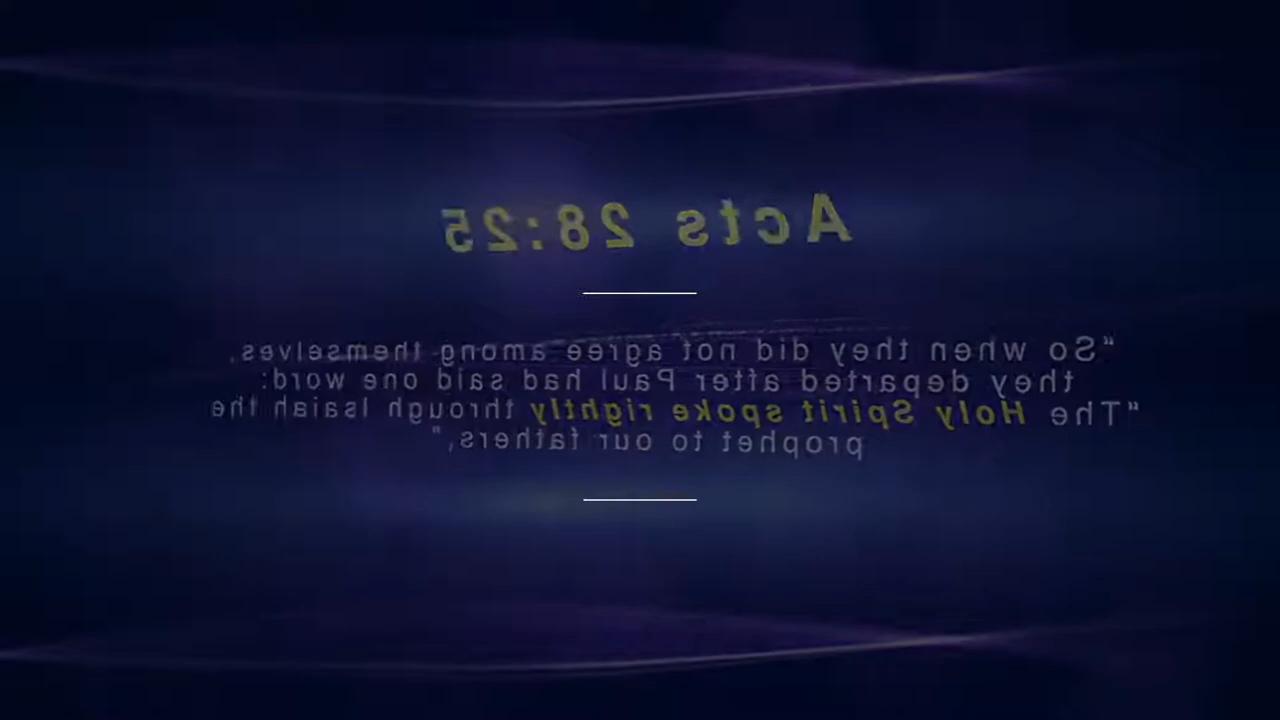 Acts 28:25
“So when they did not agree among themselves,
they departed after Paul had said one word:
“The Holy Spirit spoke rightly through Isaiah the
prophet to our fathers,”